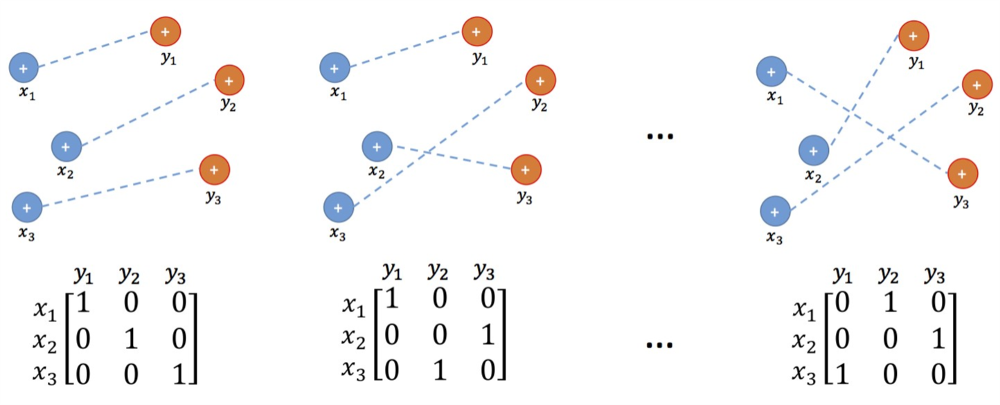 + y₁ + y₁ + y₁
+ x₁ + x₁ + x₁
+ y₂ + y₂ + y₂
+ x₂ + x₂ + x₂
...
+ y₃ + y₃ + y₃
+ x₃ + x₃ + x₃
y₁ y₂ y₃
x₁ [1 0 0]
x₂ [0 1 0]
x₃ [0 0 1]
y₁ y₂ y₃
x₁ [1 0 0]
x₂ [0 0 1]
x₃ [0 1 0]
...
y₁ y₂ y₃
x₁ [0 1 0]
x₂ [0 0 1]
x₃ [1 0 0]